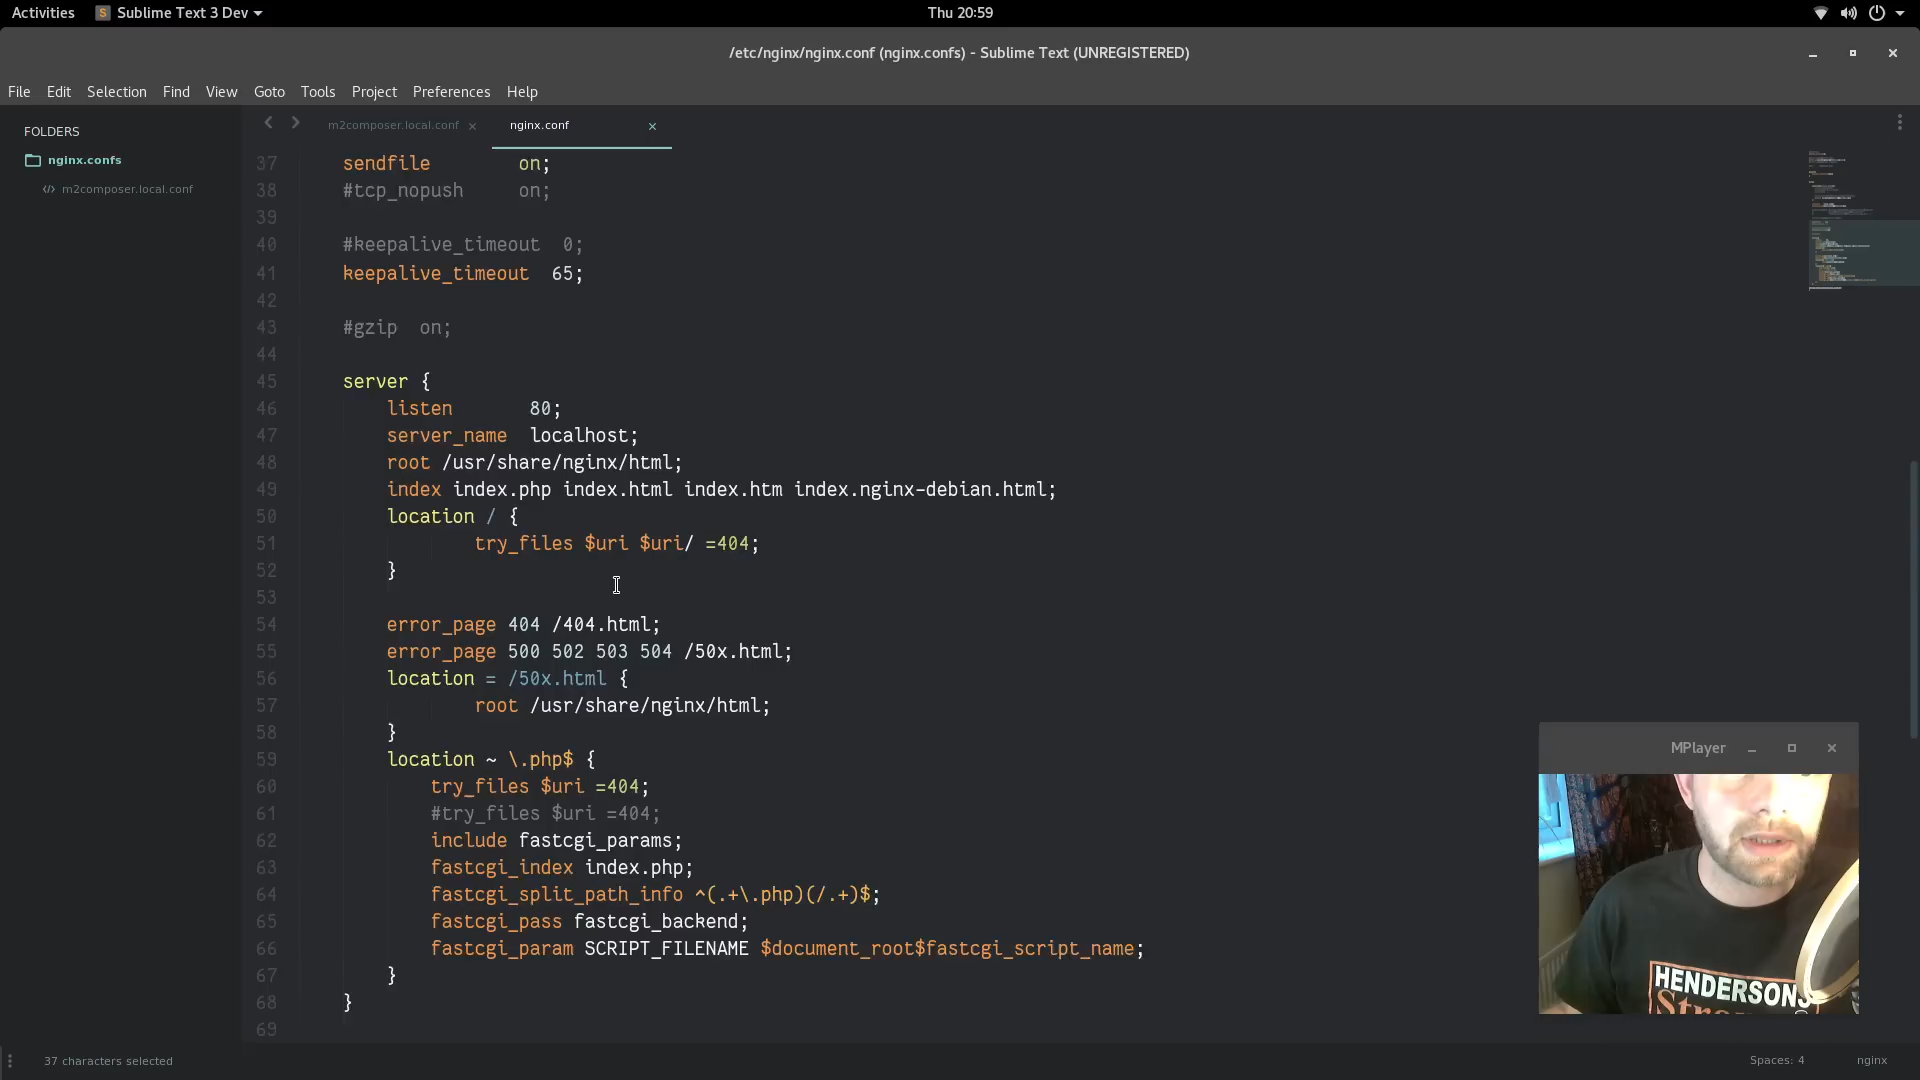 Activities Sublime Text 3 Dev Thu 20:59
/etc/nginx/nginx.conf (nginx.confs) - Sublime Text (UNREGISTERED)
File Edit Selection Find View Goto Tools Project Preferences Help
FOLDERS
nginx.confs
m2composer.local.conf
m2composer.local.conf nginx.conf
37 sendfile on;
38 #tcp_nopush on;
39
40 #keepalive_timeout 0;
41 keepalive_timeout 65;
42
43 #gzip on;
44
45 server {
46 listen 80;
47 server_name localhost;
48 root /usr/share/nginx/html;
49 index index.php index.html index.htm index.nginx-debian.html;
50 location / {
51 try_files $uri $uri/ =404;
52 }
53
54 error_page 404 /404.html;
55 error_page 500 502 503 504 /50x.html;
56 location = /50x.html {
57 root /usr/share/nginx/html;
58 }
59 location ~ \.php$ {
60 try_files $uri =404;
61 #try_files $uri =404;
62 include fastcgi_params;
63 fastcgi_index index.php;
64 fastcgi_split_path_info ^(.+\.php)(/.+)$;
65 fastcgi_pass fastcgi_backend;
66 fastcgi_param SCRIPT_FILENAME $document_root$fastcgi_script_name;
67 }
68 }
69
MPlayer
HENDERSONS
37 characters selected Spaces: 4 nginx